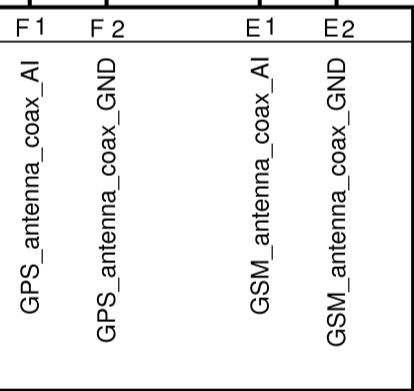 F1 F2 E1 E2
GPS_antenna_coax_AI
GPS_antenna_coax_GND
GSM_antenna_coax_AI
GSM_antenna_coax_GND